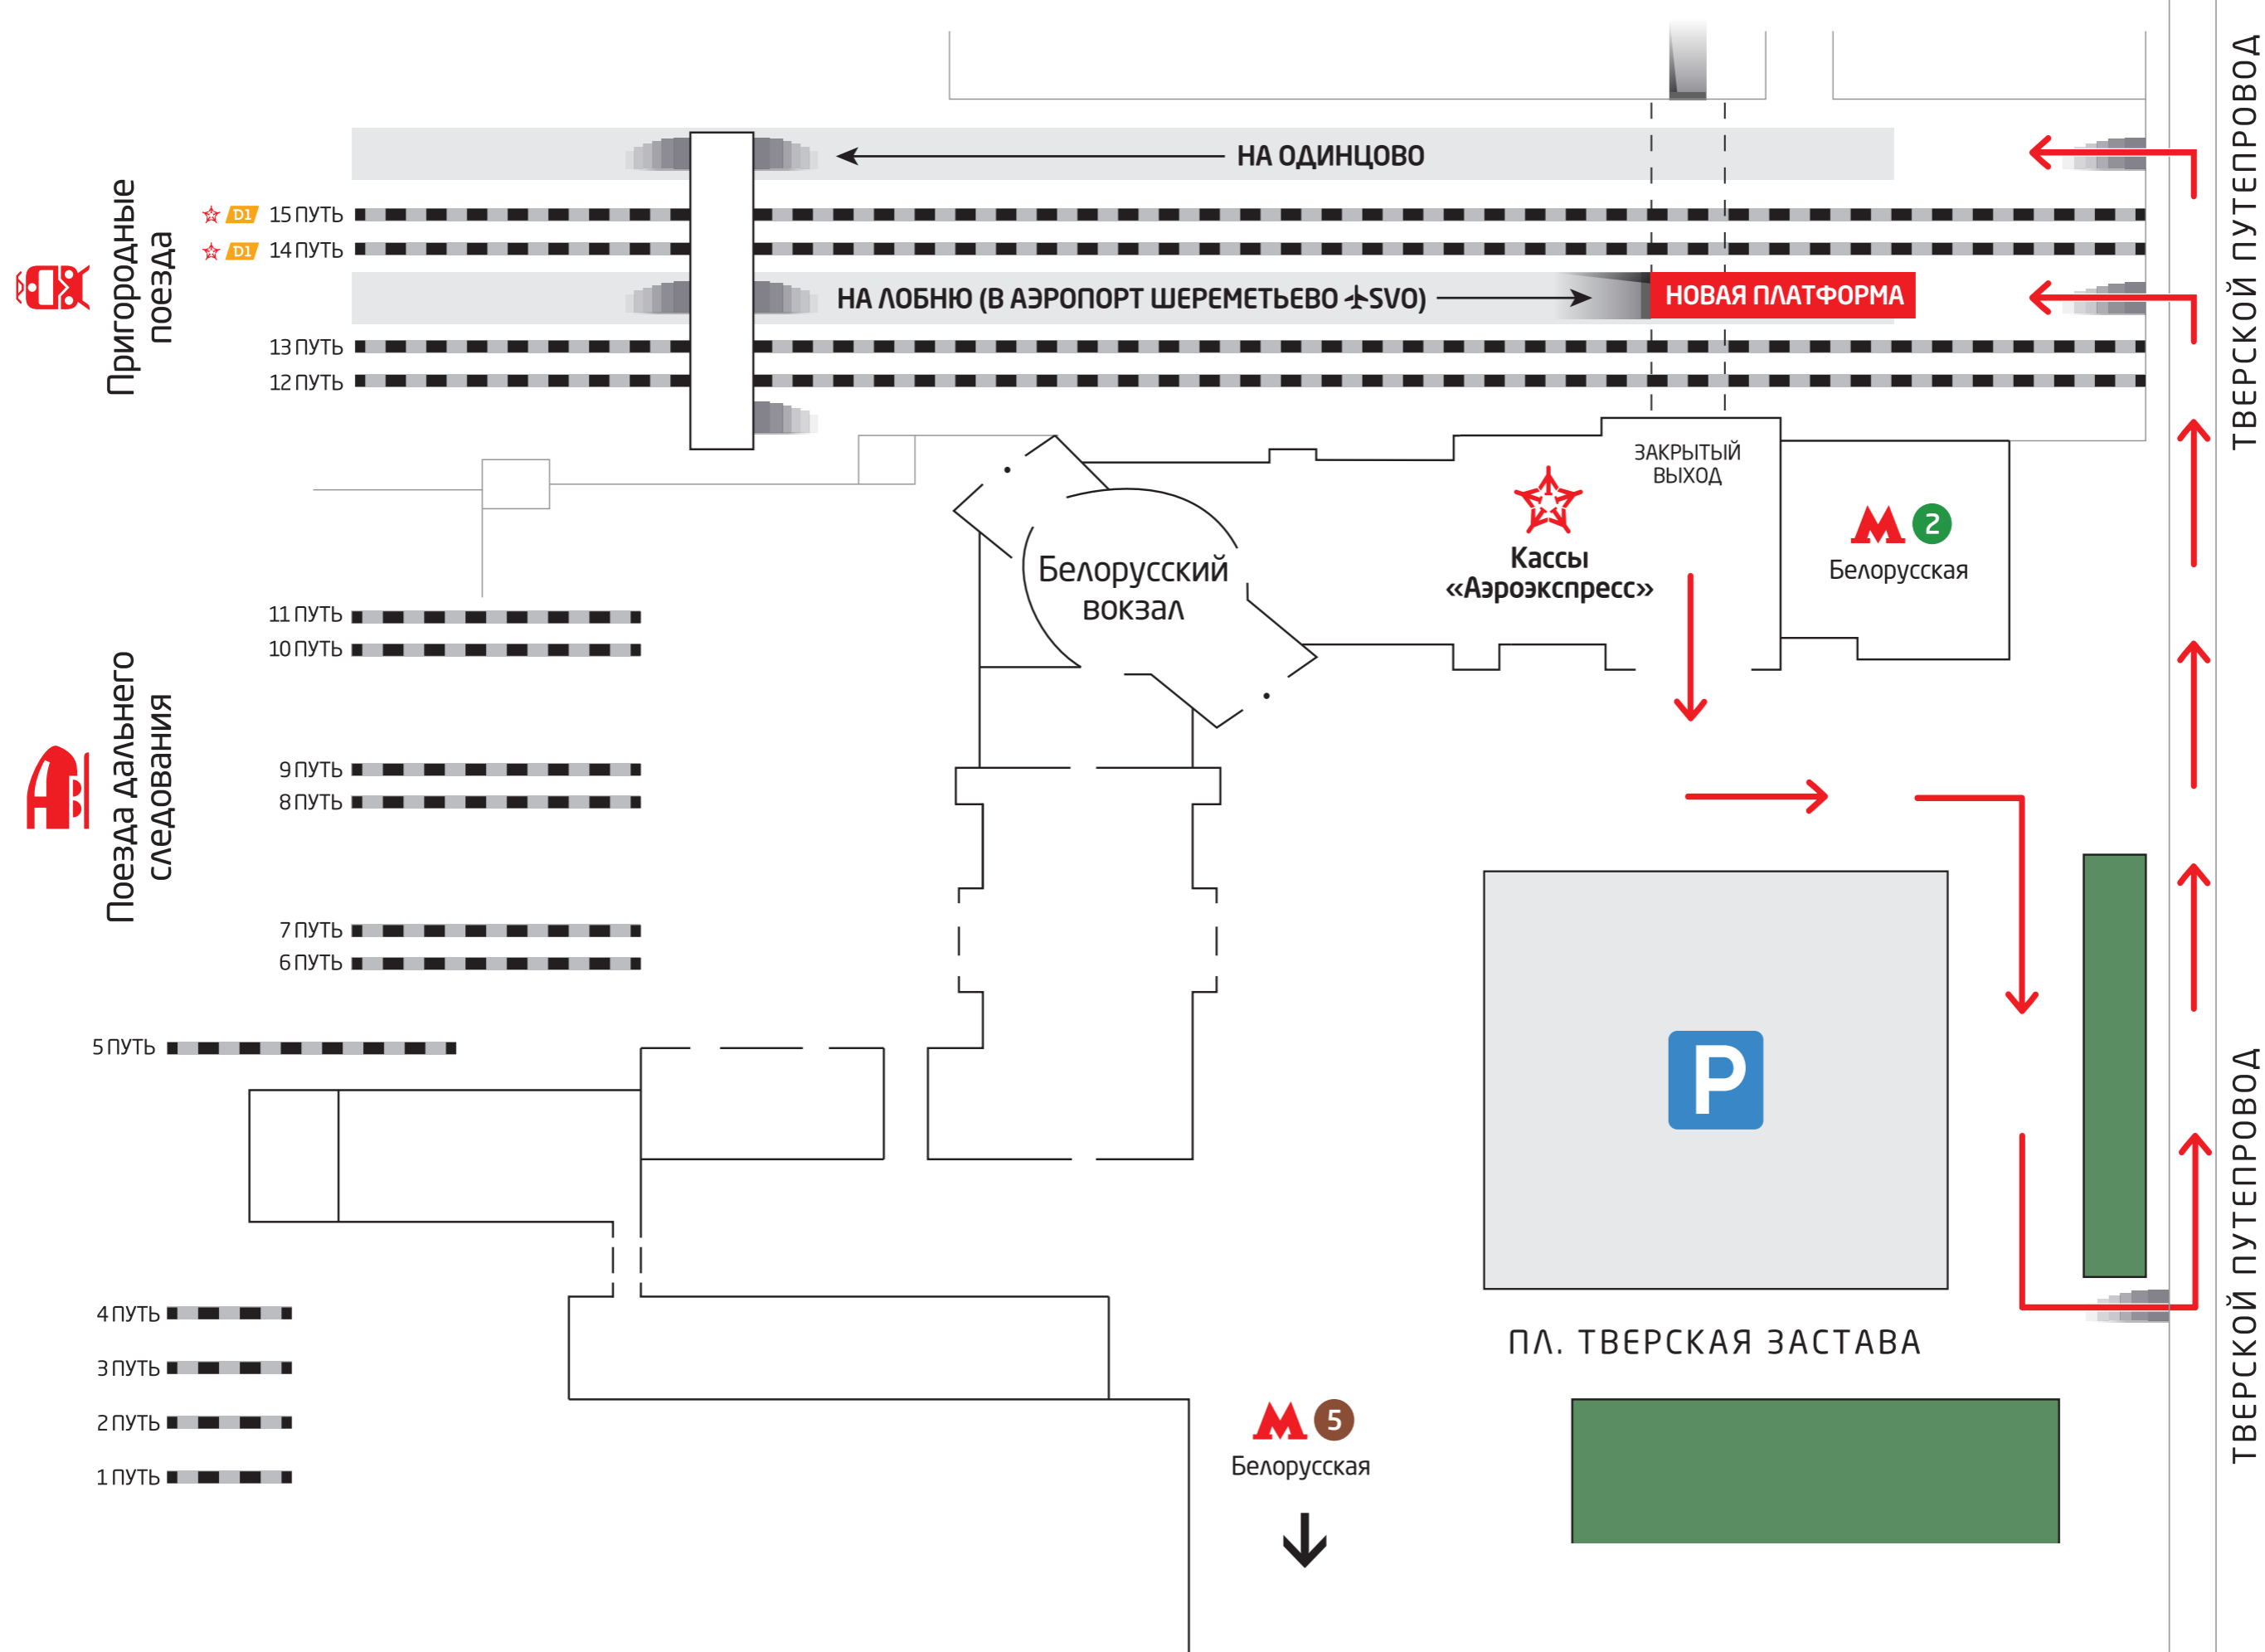 НА ОДИНЦОВО
D1 15 ПУТЬ
D1 14 ПУТЬ
НА ЛОБНЮ (В АЭРОПОРТ ШЕРЕМЕТЬЕВО SVO)
НОВАЯ ПЛАТФОРМА
13 ПУТЬ
12 ПУТЬ
Пригородные
поезда
ТВЕРСКОЙ ПУТЕПРОВОД
ЗАКРЫТЫЙ
ВЫХОД
2
Белорусская
Кассы
«Аэроэкспресс»
Белорусский
вокзал
11 ПУТЬ
10 ПУТЬ
Поезда дальнего
следования
9 ПУТЬ
8 ПУТЬ
7 ПУТЬ
6 ПУТЬ
5 ПУТЬ
P
4 ПУТЬ
3 ПУТЬ
2 ПУТЬ
1 ПУТЬ
ПЛ. ТВЕРСКАЯ ЗАСТАВА
5
Белорусская
ТВЕРСКОЙ ПУТЕПРОВОД